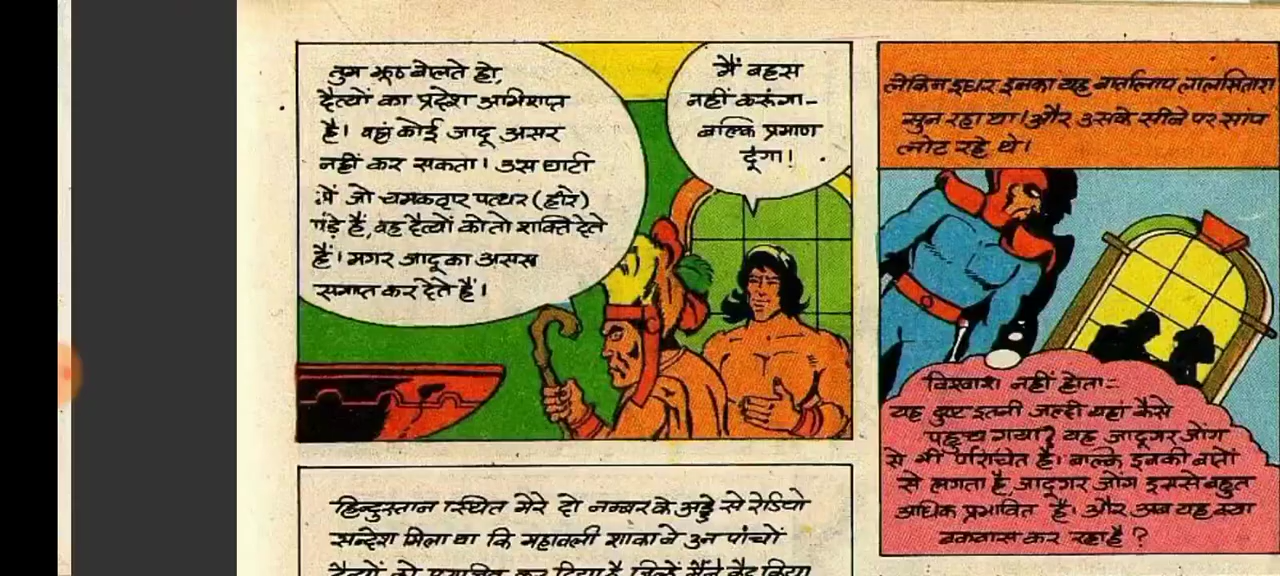 तुम झूठ बोलते हो,
दैत्यों का प्रदेश अभिशप्त
है। वहां कोई जादू असर
नहीं कर सकता। उस घाटी
में जो चमकदार पत्थर (हीरे)
पड़े हैं, वह दैत्यों को तो शक्ति देते
हैं। मगर जादू का असस
समाप्त कर देते हैं।
मैं बहस
नहीं करूंगा-
बल्कि प्रमाण
दूंगा!
लेकिन इधर इनका यह वार्तालाप लालसितारा
सुन रहा था। और उसके सीने पर सांप
लोट रहे थे।
विश्वाश नहीं होता-
यह दुष्ट इतनी जल्दी यहां कैसे
पहुंच गया? यह जादूगर जोंग
से भी परिचित है। बल्कि इनकी बातों
से लगता है जादूगर जोंग इससे बहुत
अधिक प्रभावित है। और अब यह क्या
बकवास कर रहा है?
हिन्दुस्तान स्थित मेरे दो नम्बर के अड्डे से रेडियो
सन्देश मिला था कि महाबली शाका ने उन पांचों